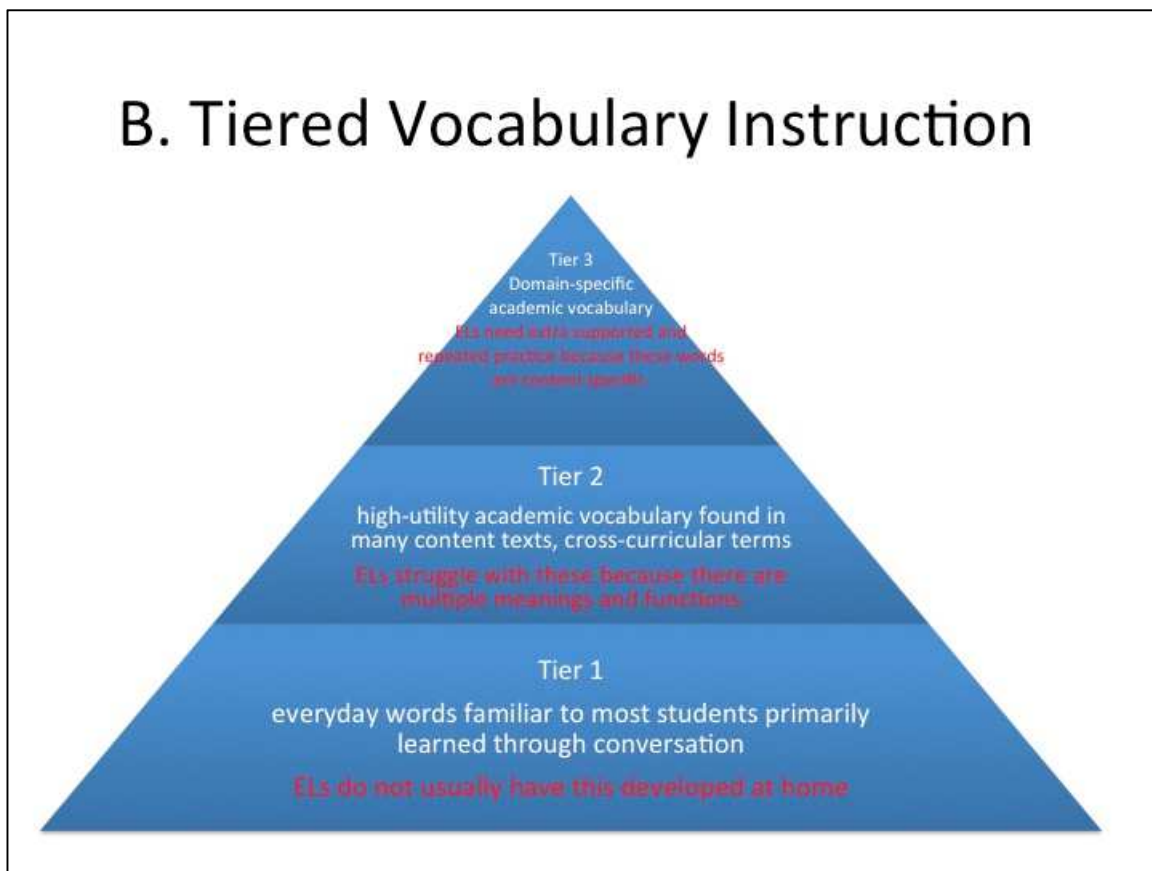 B. Tiered Vocabulary Instruction
Tier 3
Domain-specific
academic vocabulary
ELs need extra supported and
repeated practice because these words
are content specific
Tier 2
high-utility academic vocabulary found in
many content texts, cross-curricular terms
ELs struggle with these because there are
multiple meanings and functions
Tier 1
everyday words familiar to most students primarily
learned through conversation
ELs do not usually have this developed at home